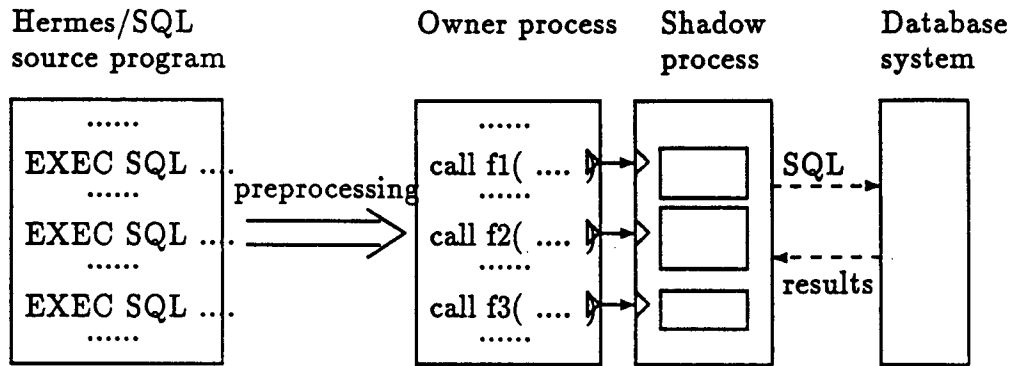 Hermes/SQL
source program
Owner process
Shadow
process
Database
system
......
EXEC SQL ....
......
EXEC SQL ....
......
EXEC SQL ....
......
preprocessing
......
call f1( .... )
......
call f2( .... )
......
call f3( .... )
......
SQL
results